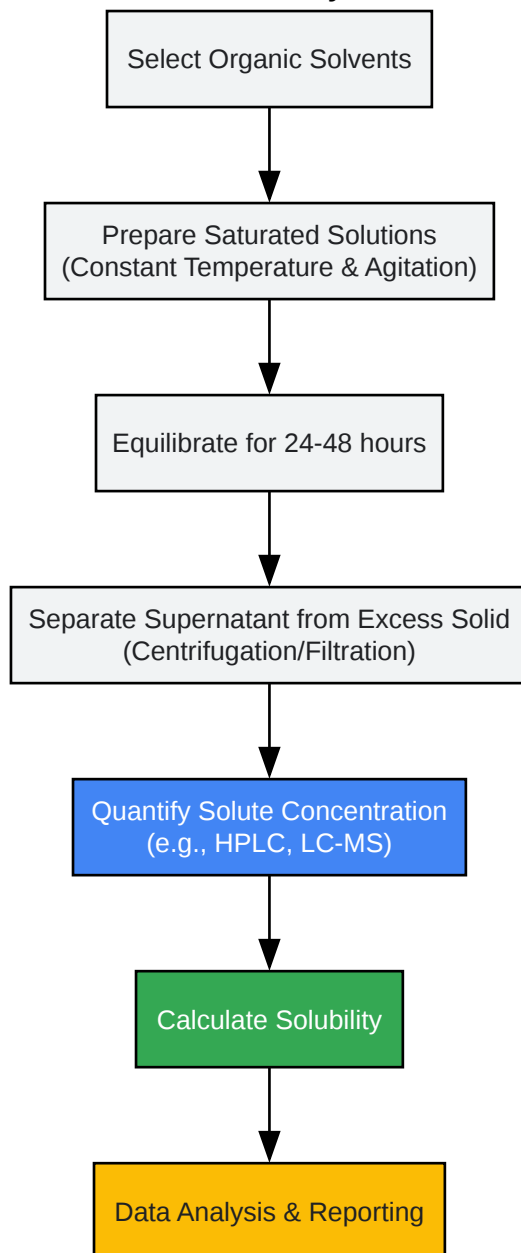 Select Organic Solvents
Prepare Saturated Solutions
(Constant Temperature & Agitation)
Equilibrate for 24-48 hours
Separate Supernatant from Excess Solid
(Centrifugation/Filtration)
Quantify Solute Concentration
(e.g., HPLC, LC-MS)
Calculate Solubility
Data Analysis & Reporting